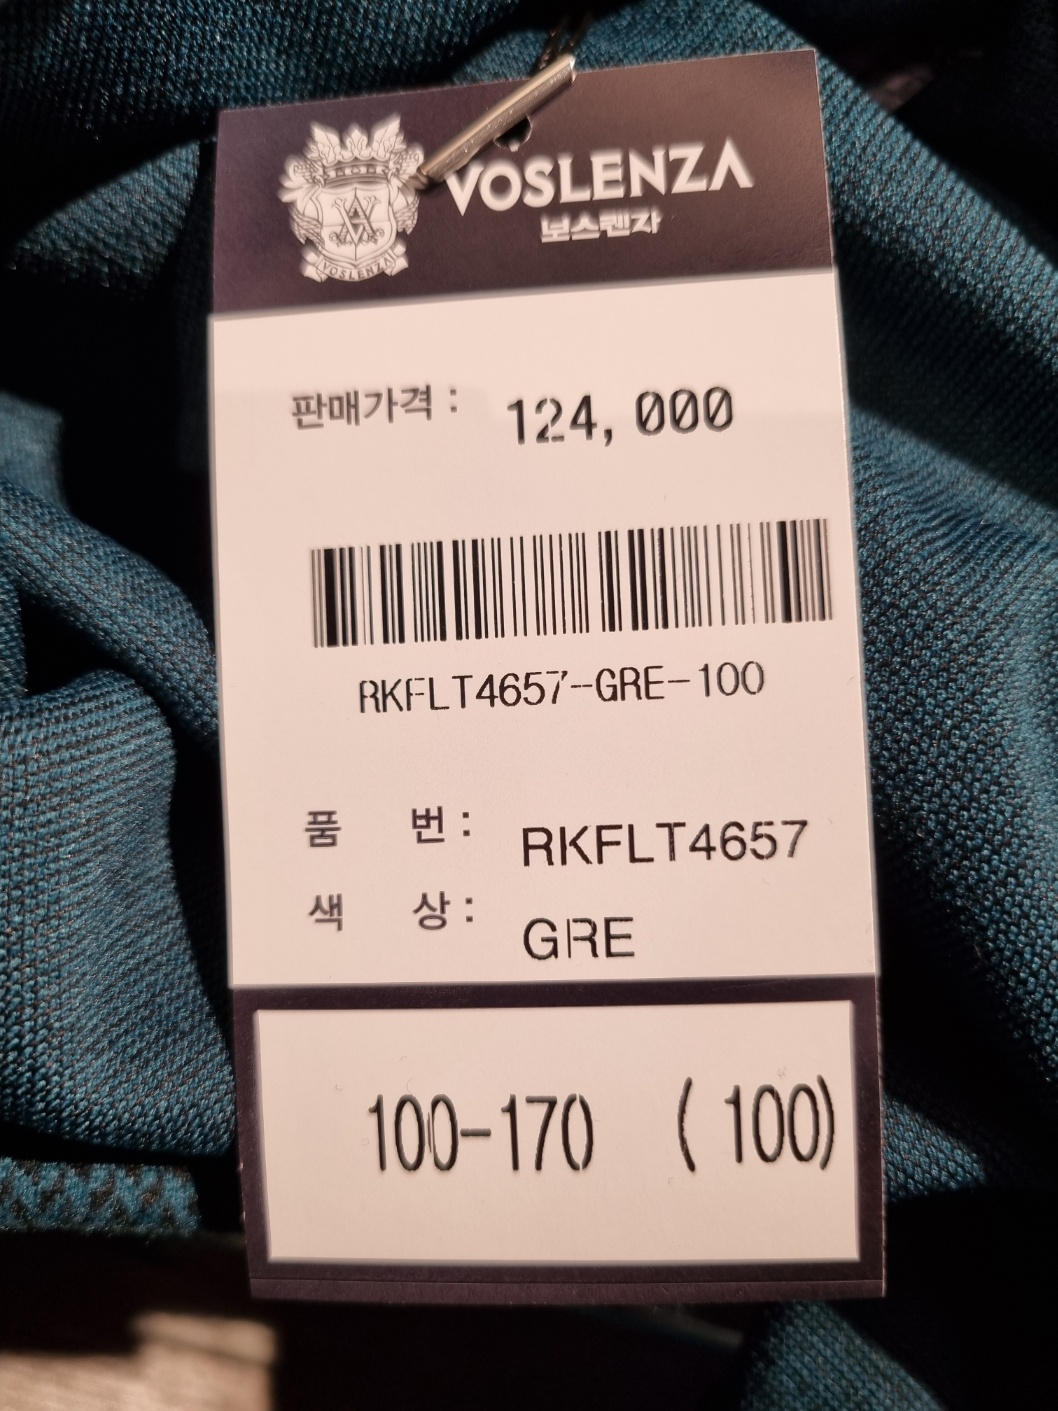 VOSLENZA
보스렌자
VOSLENZA
판매가격 : 124,000
RKFLT4657-GRE-100
품 번 : RKFLT4657
색 상 : GRE
100-170 (100)